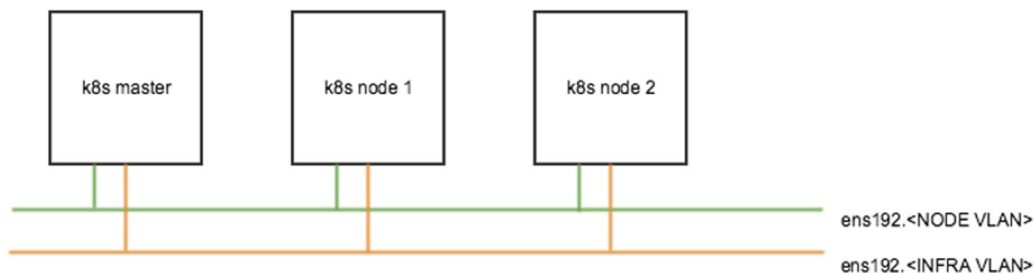 k8s master
k8s node 1
k8s node 2
ens192.<NODE VLAN>
ens192.<INFRA VLAN>